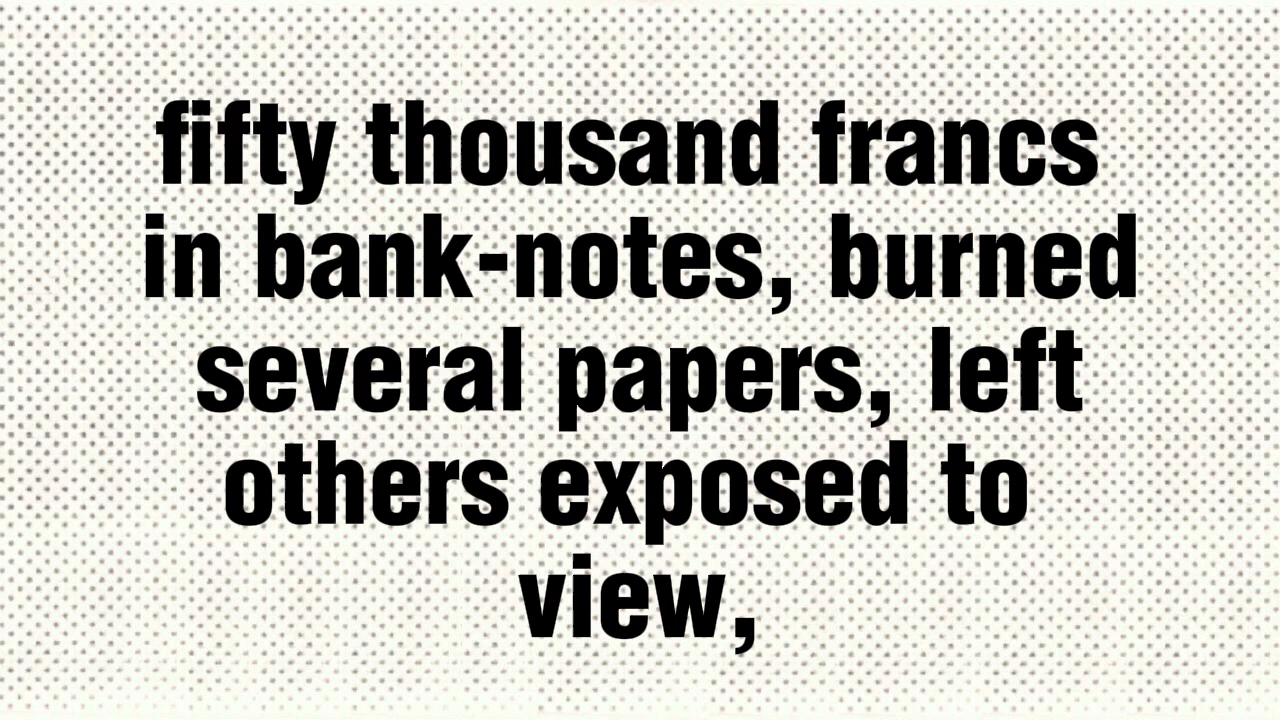 fifty thousand francs
in bank-notes, burned
several papers, left
others exposed to
view,